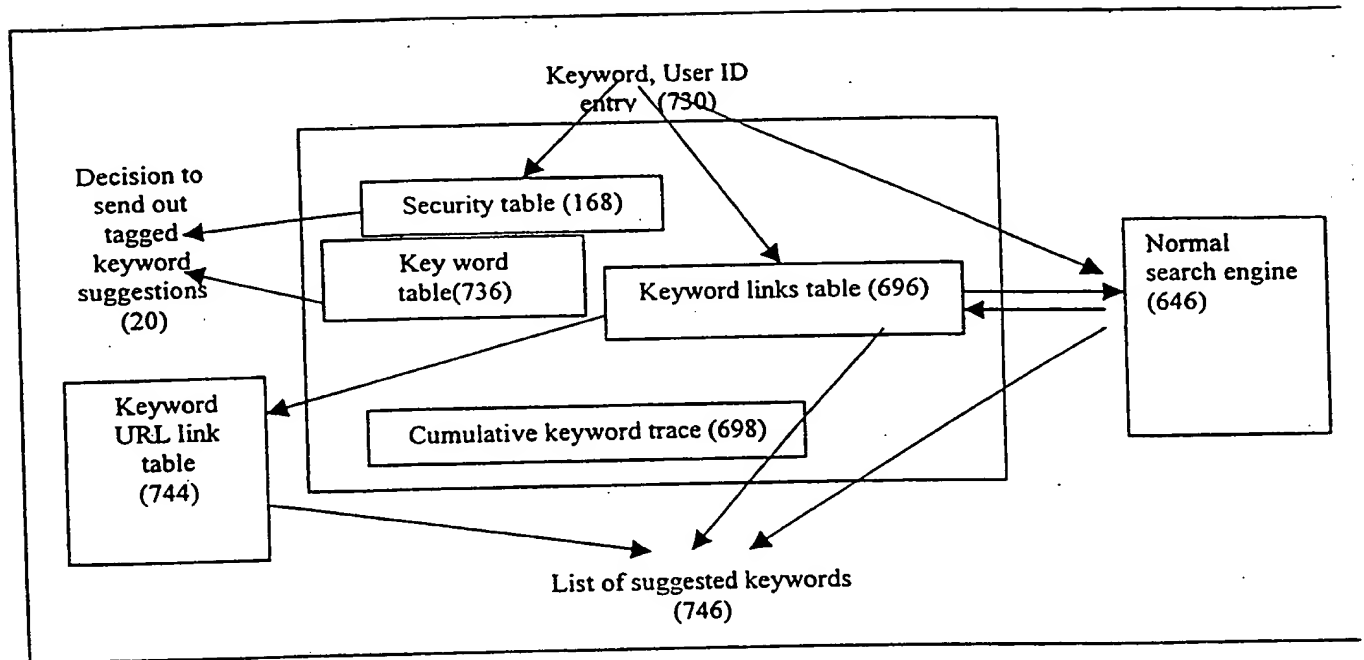 Keyword, User ID
entry (730)
Decision to
send out
tagged
keyword
suggestions
(20)
Security table (168)
Key word
table(736)
Keyword links table (696)
Normal
search engine
(646)
Keyword
URL link
table
(744)
Cumulative keyword trace (698)
List of suggested keywords
(746)